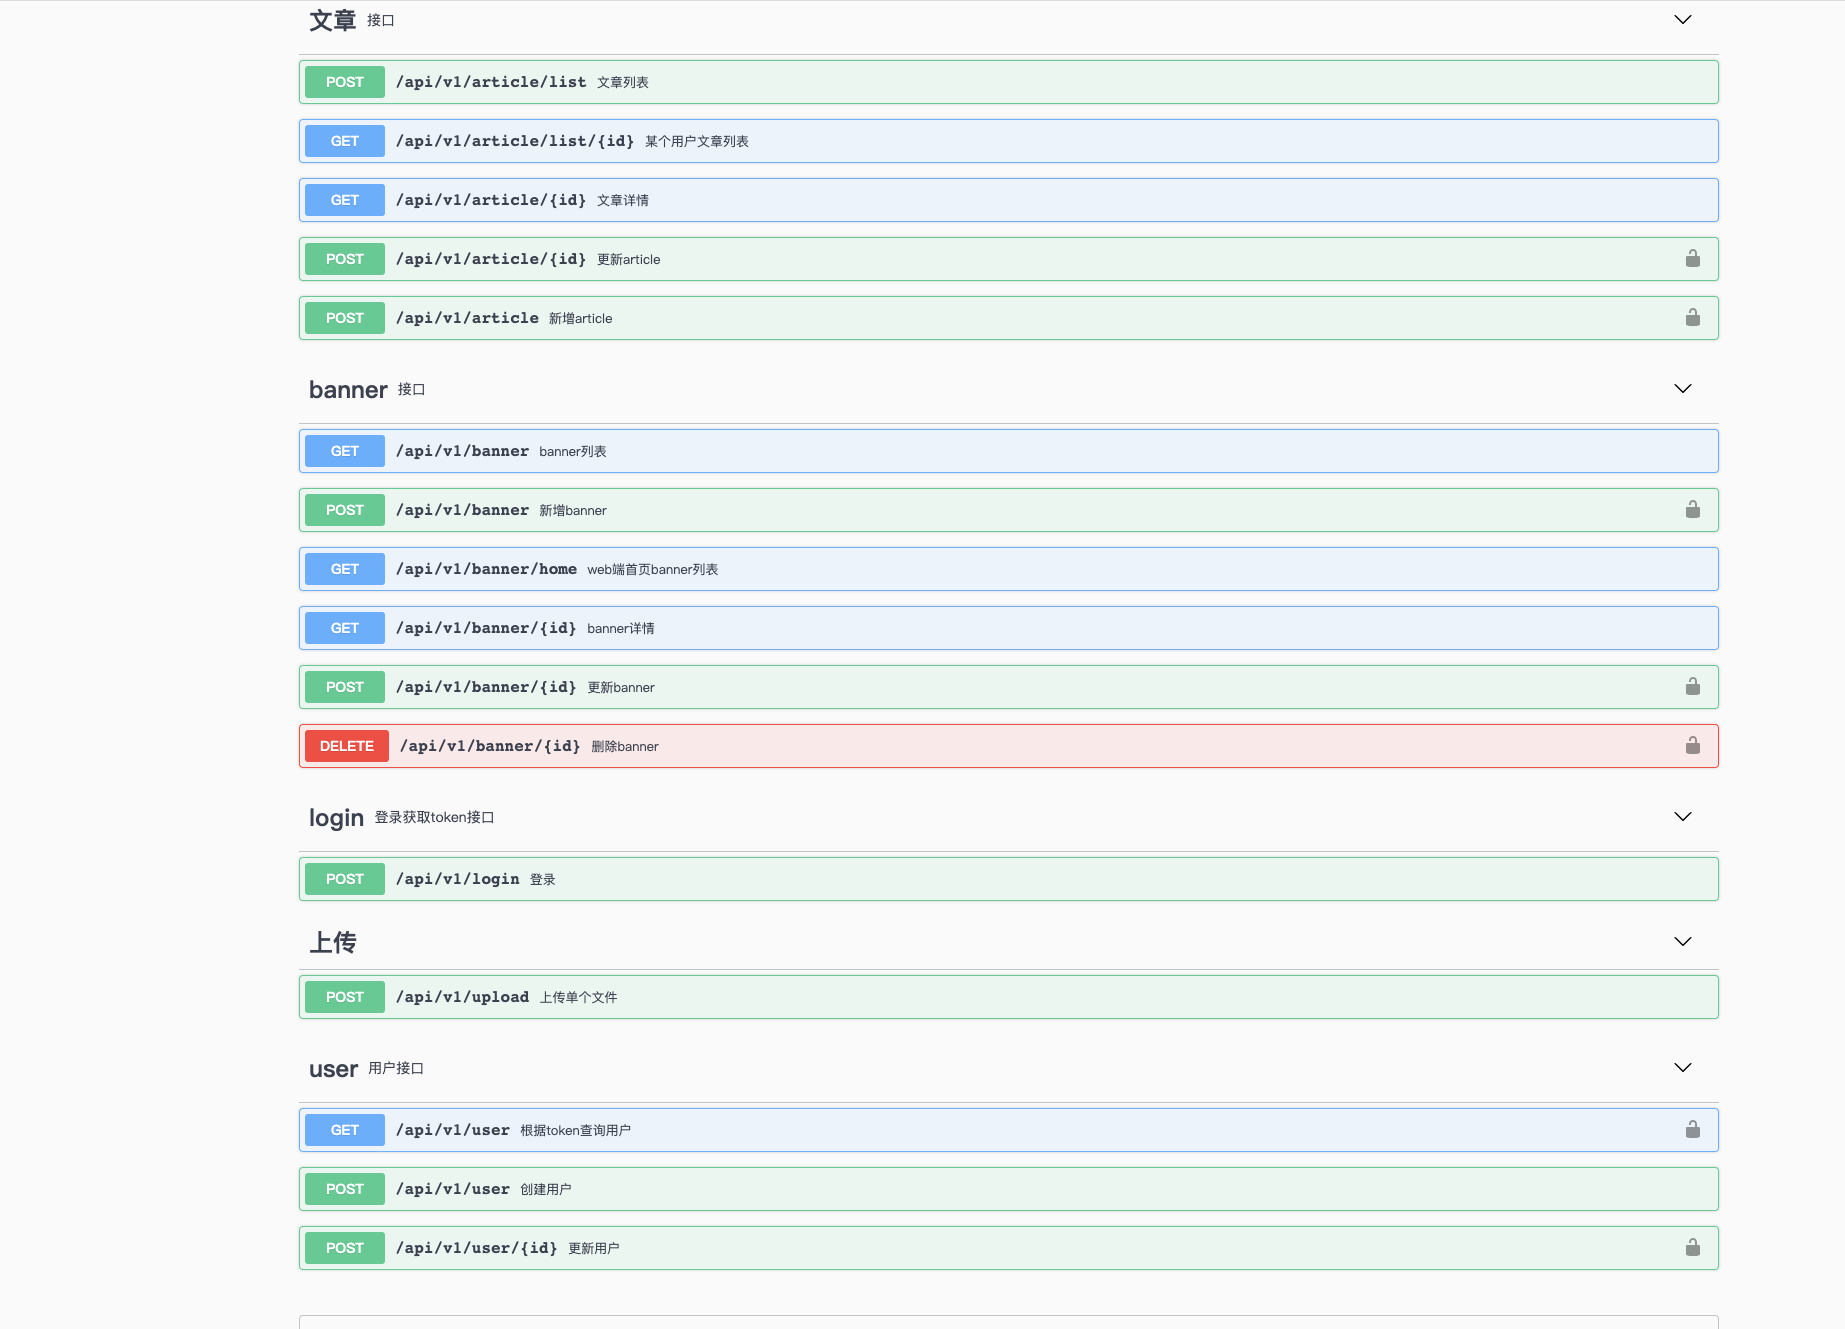 文章 接口
POST /api/v1/article/list 文章列表
GET /api/v1/article/list/{id} 某个用户文章列表
GET /api/v1/article/{id} 文章详情
POST /api/v1/article/{id} 更新article
POST /api/v1/article 新增article
banner 接口
GET /api/v1/banner banner列表
POST /api/v1/banner 新增banner
GET /api/v1/banner/home web端首页banner列表
GET /api/v1/banner/{id} banner详情
POST /api/v1/banner/{id} 更新banner
DELETE /api/v1/banner/{id} 删除banner
login 登录获取token接口
POST /api/v1/login 登录
上传
POST /api/v1/upload 上传单个文件
user 用户接口
GET /api/v1/user 根据token查询用户
POST /api/v1/user 创建用户
POST /api/v1/user/{id} 更新用户